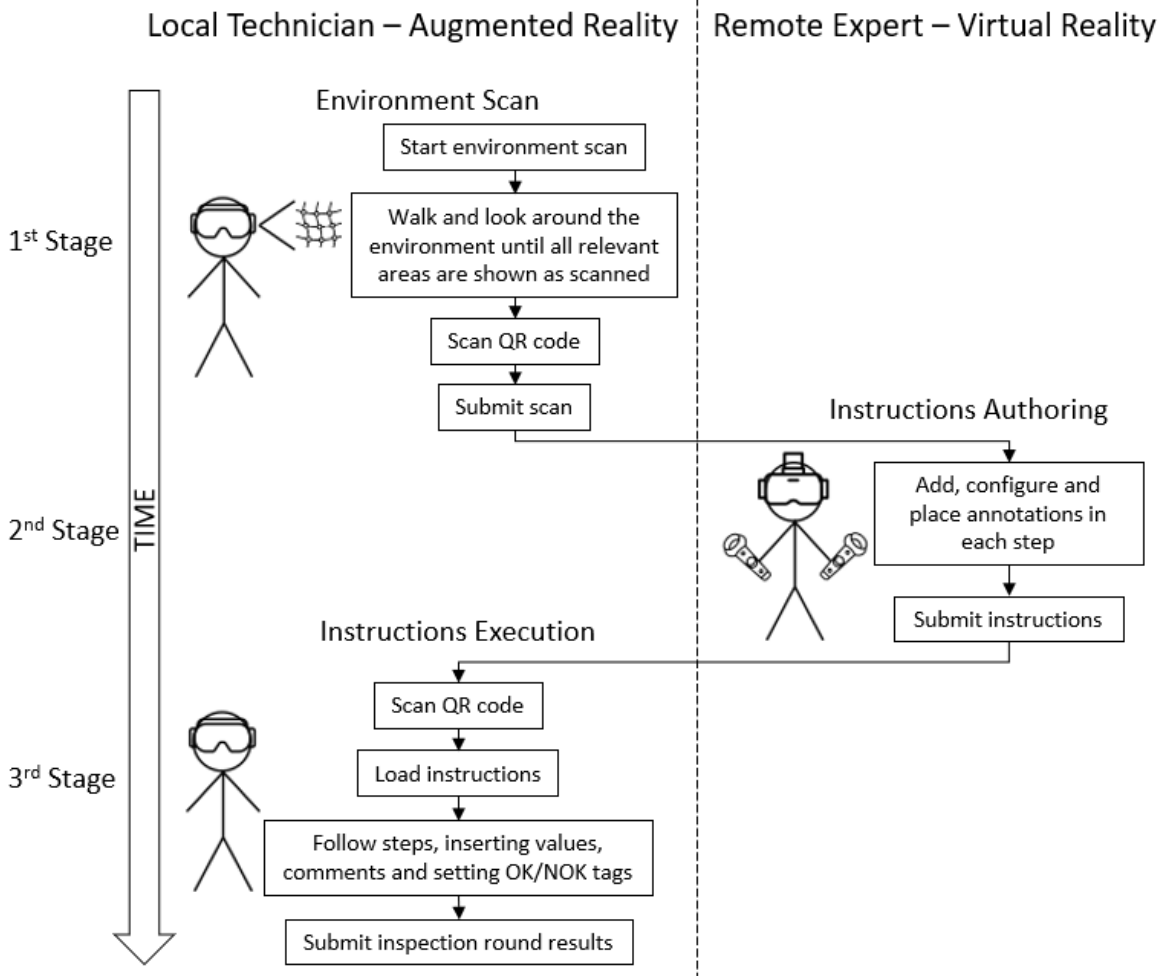 Local Technician – Augmented Reality
Remote Expert – Virtual Reality
Environment Scan
Start environment scan
1st Stage
Walk and look around the
environment until all relevant
areas are shown as scanned
Scan QR code
Submit scan
Instructions Authoring
TIME
2nd Stage
Add, configure and
place annotations in
each step
Submit instructions
Instructions Execution
Scan QR code
3rd Stage
Load instructions
Follow steps, inserting values,
comments and setting OK/NOK tags
Submit inspection round results